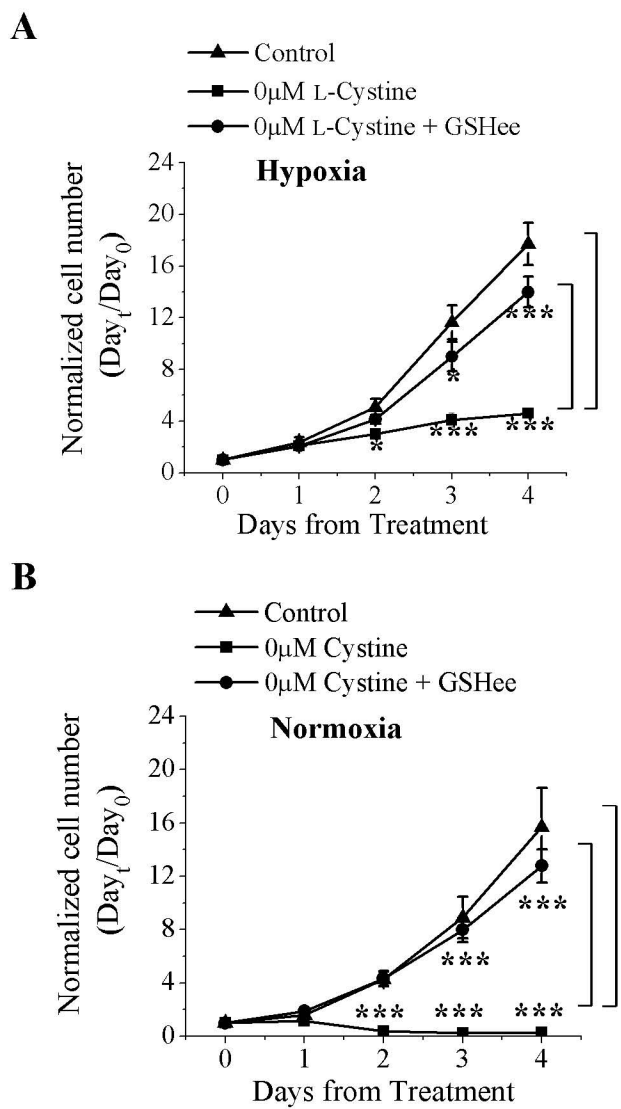 A
Control
0μM L-Cystine
0μM L-Cystine + GSHee
Hypoxia
Normalized cell number
(Dayt/Day0)
24
20
16
12
8
4
0
***
*
*
***
***
0 1 2 3 4
Days from Treatment
B
Control
0μM Cystine
0μM Cystine + GSHee
Normoxia
Normalized cell number
(Dayt/Day0)
24
20
16
12
8
4
0
***
***
*** *** ***
0 1 2 3 4
Days from Treatment